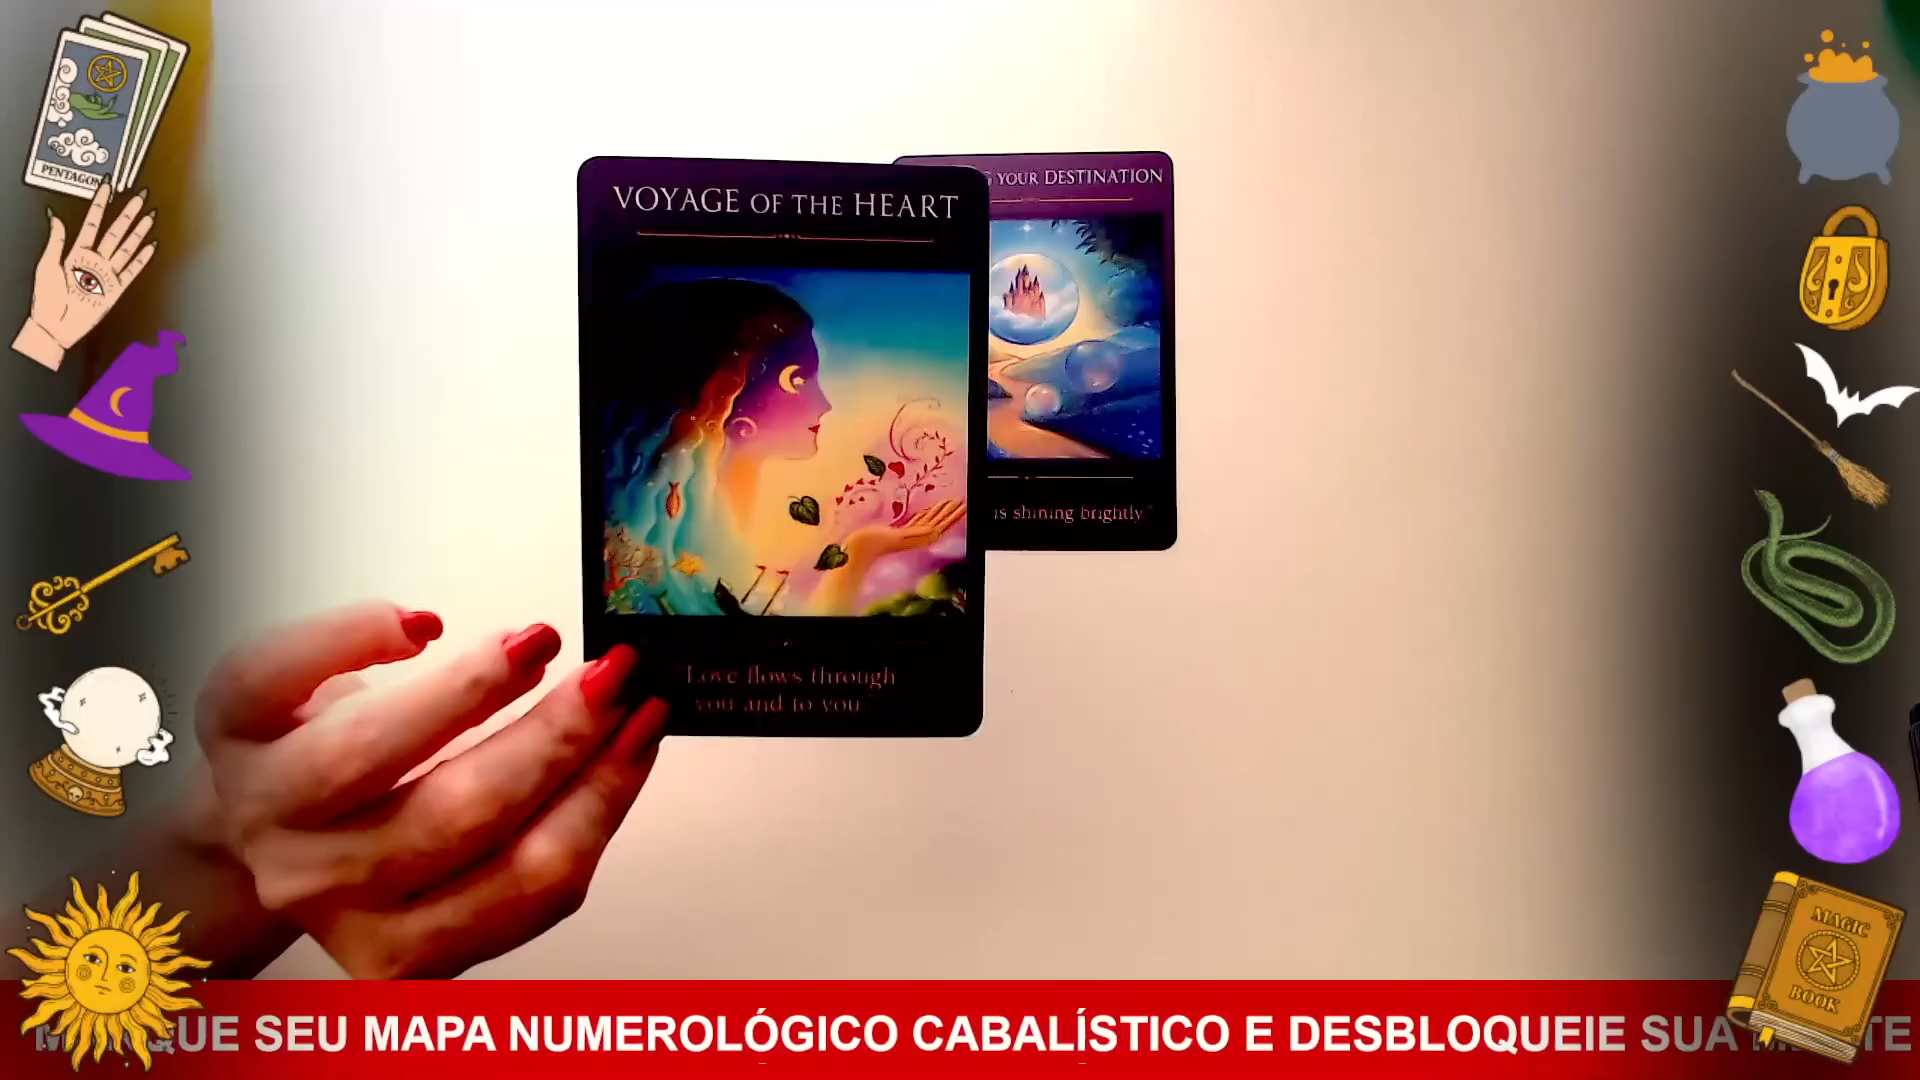 PENTAGON
VOYAGE OF THE HEART
YOUR DESTINATION
is shining brightly."
"Love flows through
you and to you."
MAGIC
BOOK
QUE SEU MAPA NUMEROLÓGICO CABALÍSTICO E DESBLOQUEIE SUA